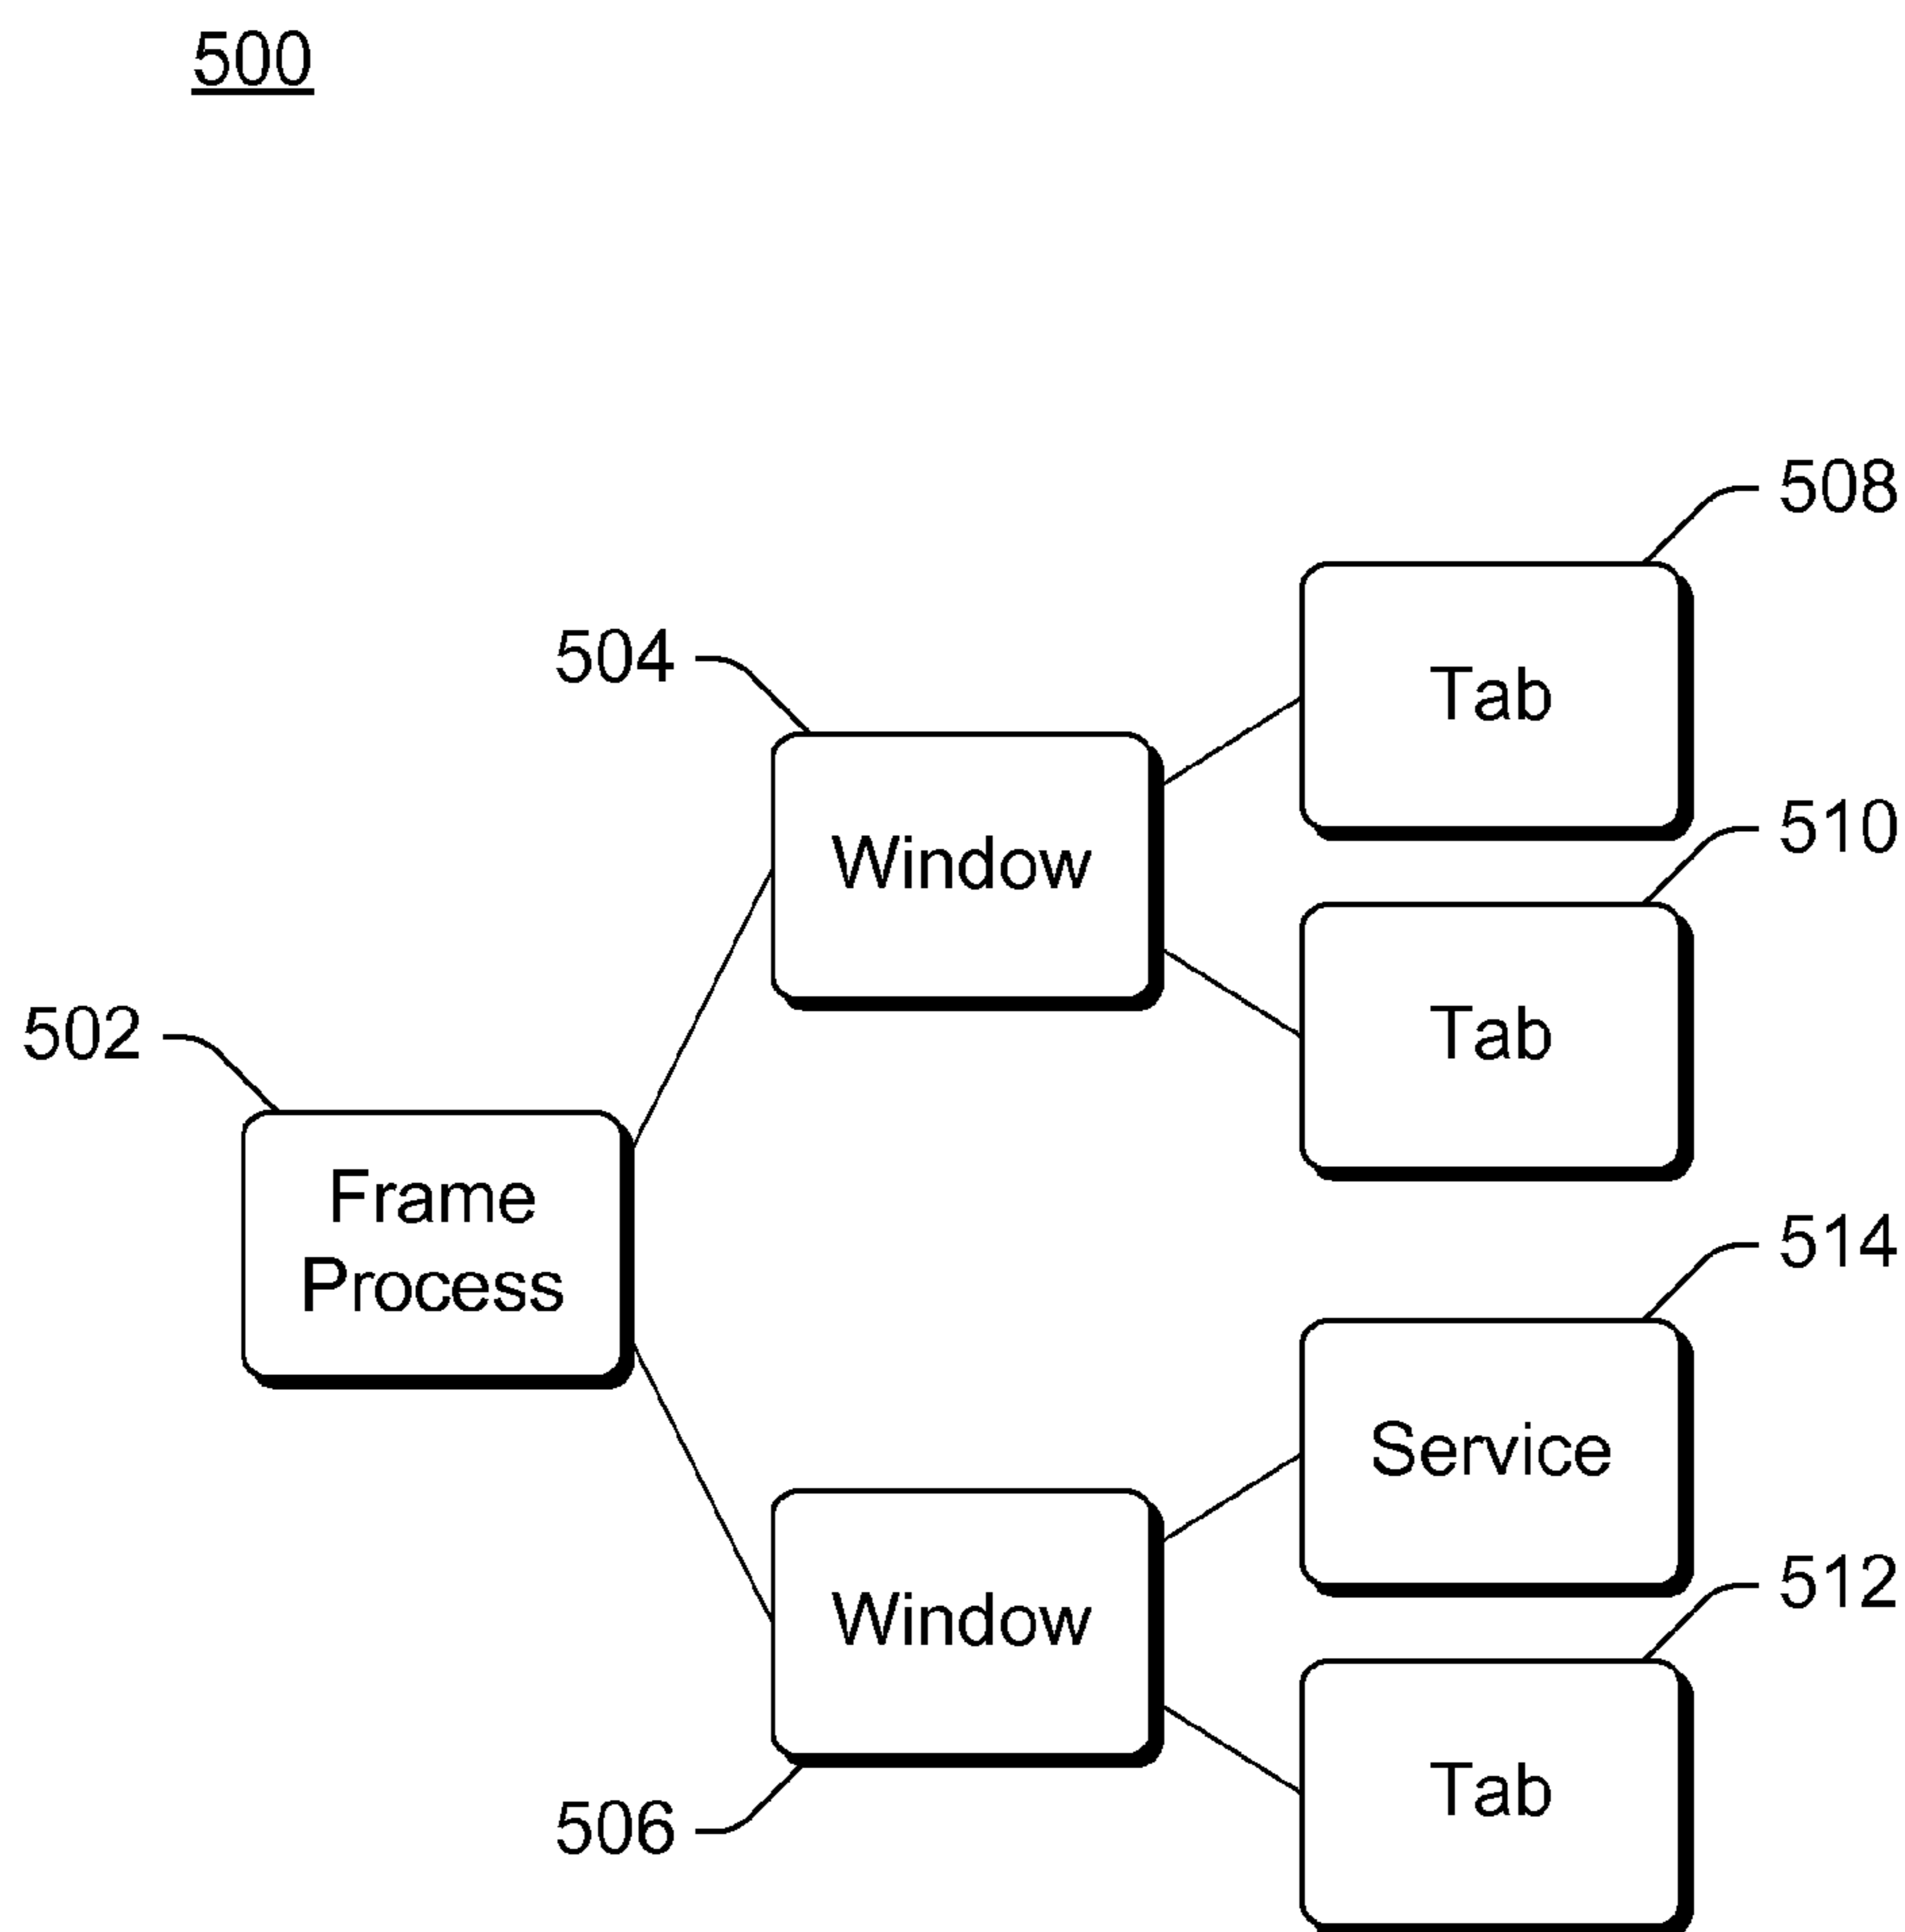 500
508
504
Tab
510
Window
502
Tab
Frame
Process
514
Service
512
Window
Tab
506